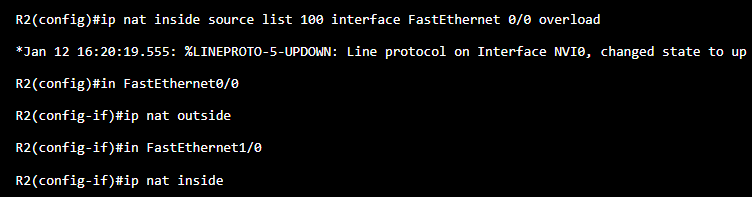 R2(config)#ip nat inside source list 100 interface FastEthernet 0/0 overload
*Jan 12 16:20:19.555: %LINEPROTO-5-UPDOWN: Line protocol on Interface NVI0, changed state to up
R2(config)#in FastEthernet0/0
R2(config-if)#ip nat outside
R2(config-if)#in FastEthernet1/0
R2(config-if)#ip nat inside